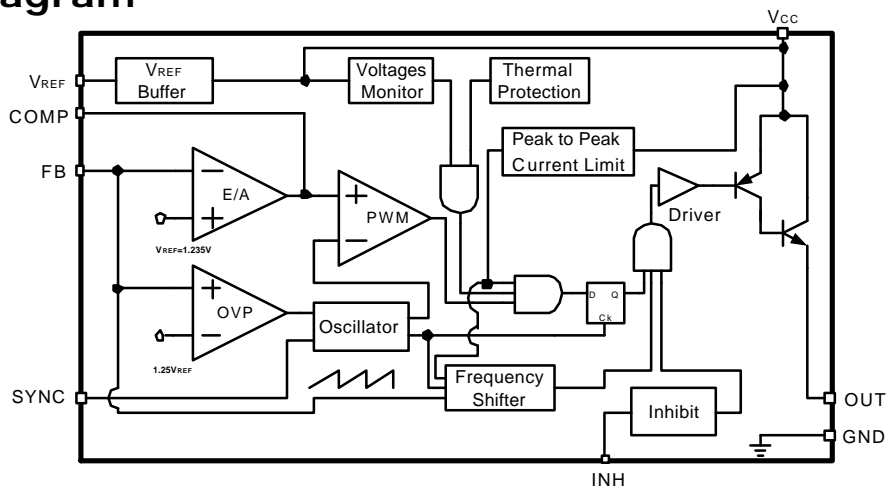 agram
Vcc
VREF
VREF
Buffer
Voltages
Monitor
Thermal
Protection
COMP
Peak to Peak
Current Limit
FB
−
E/A
+
VREF=1.235V
+
PWM
−
Driver
+
OVP
−
1.25VREF
Oscillator
D Q
Ck
SYNC
Frequency
Shifter
Inhibit
OUT
GND
INH